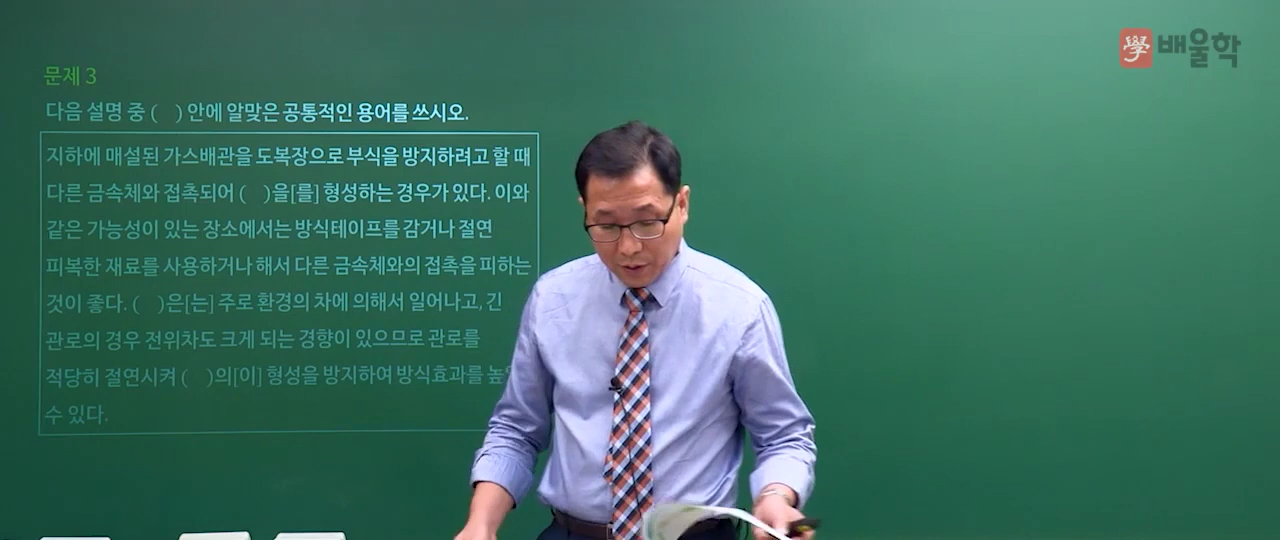 學 배울학
문제 3
다음 설명 중 (    ) 안에 알맞은 공통적인 용어를 쓰시오.
지하에 매설된 가스배관을 도복장으로 부식을 방지하려고 할 때
다른 금속체와 접촉되어 (    )을[를] 형성하는 경우가 있다. 이와
같은 가능성이 있는 장소에서는 방식테이프를 감거나 절연
피복한 재료를 사용하거나 해서 다른 금속체와의 접촉을 피하는
것이 좋다. (    )은[는] 주로 환경의 차에 의해서 일어나고, 긴
관로의 경우 전위차도 크게 되는 경향이 있으므로 관로를
적당히 절연시켜 (    )의[이] 형성을 방지하여 방식효과를
수 있다.